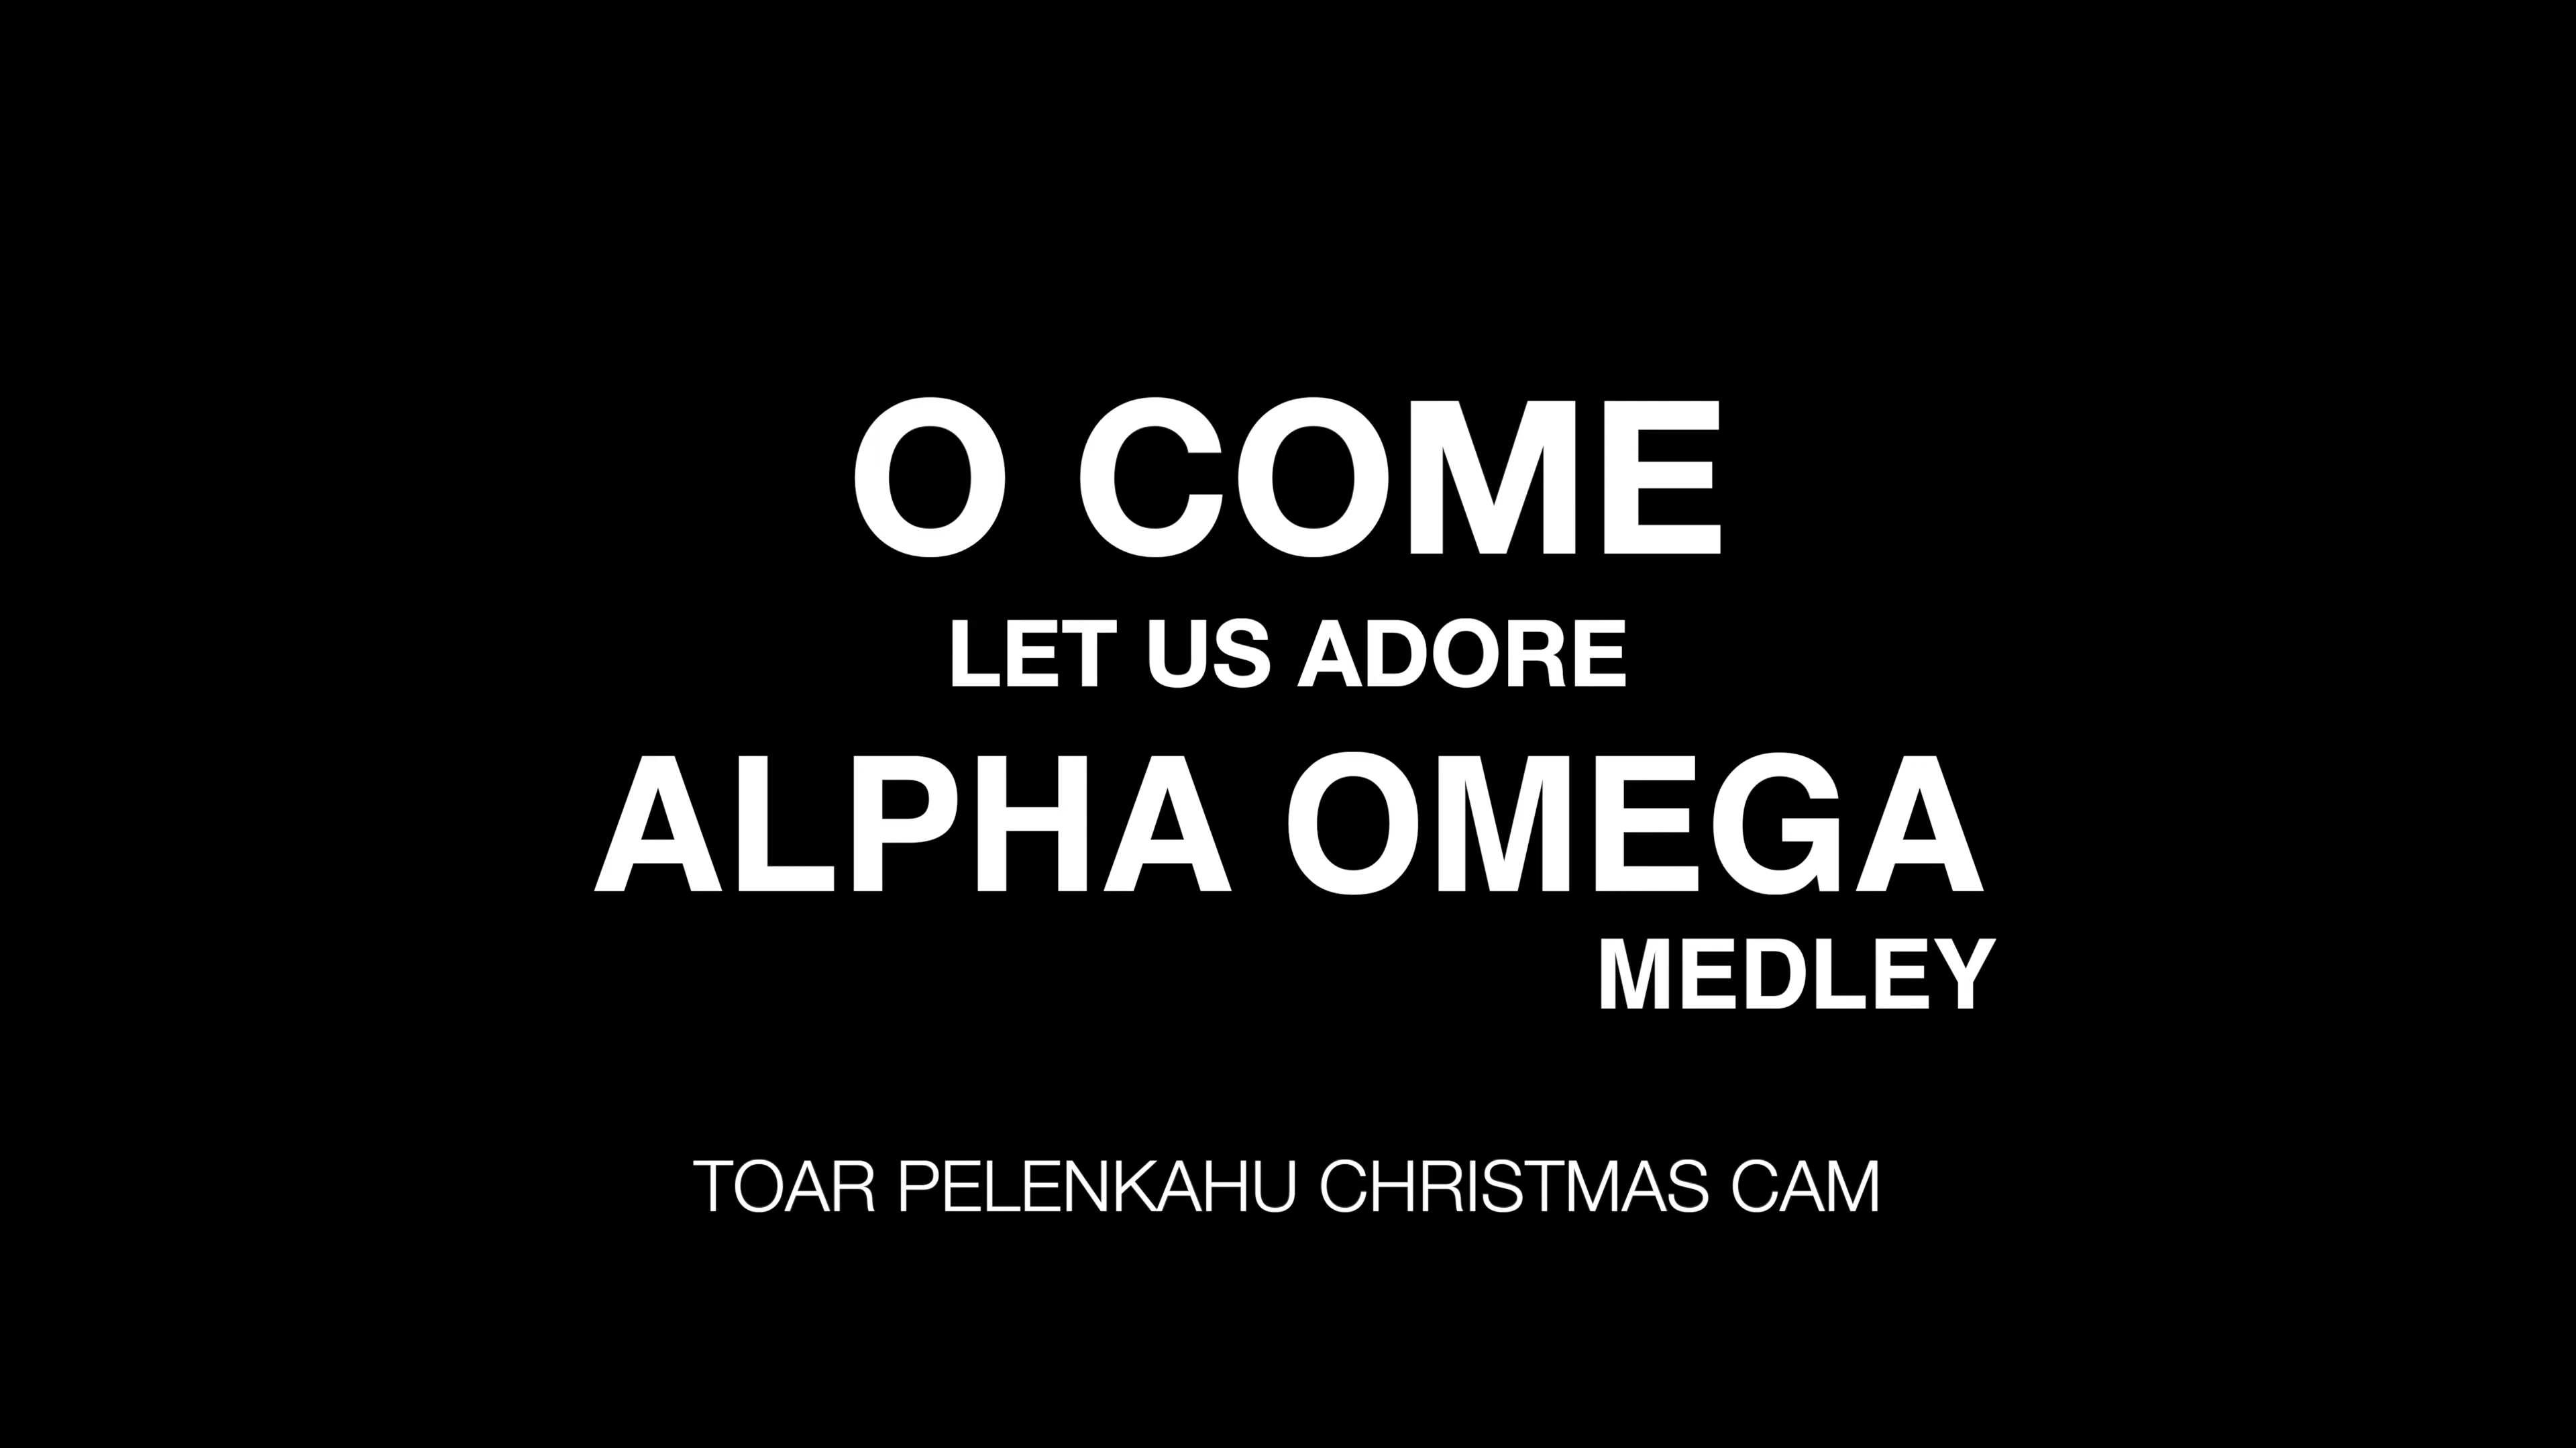 O COME
LET US ADORE
ALPHA OMEGA
MEDLEY
TOAR PELENKAHU CHRISTMAS CAM